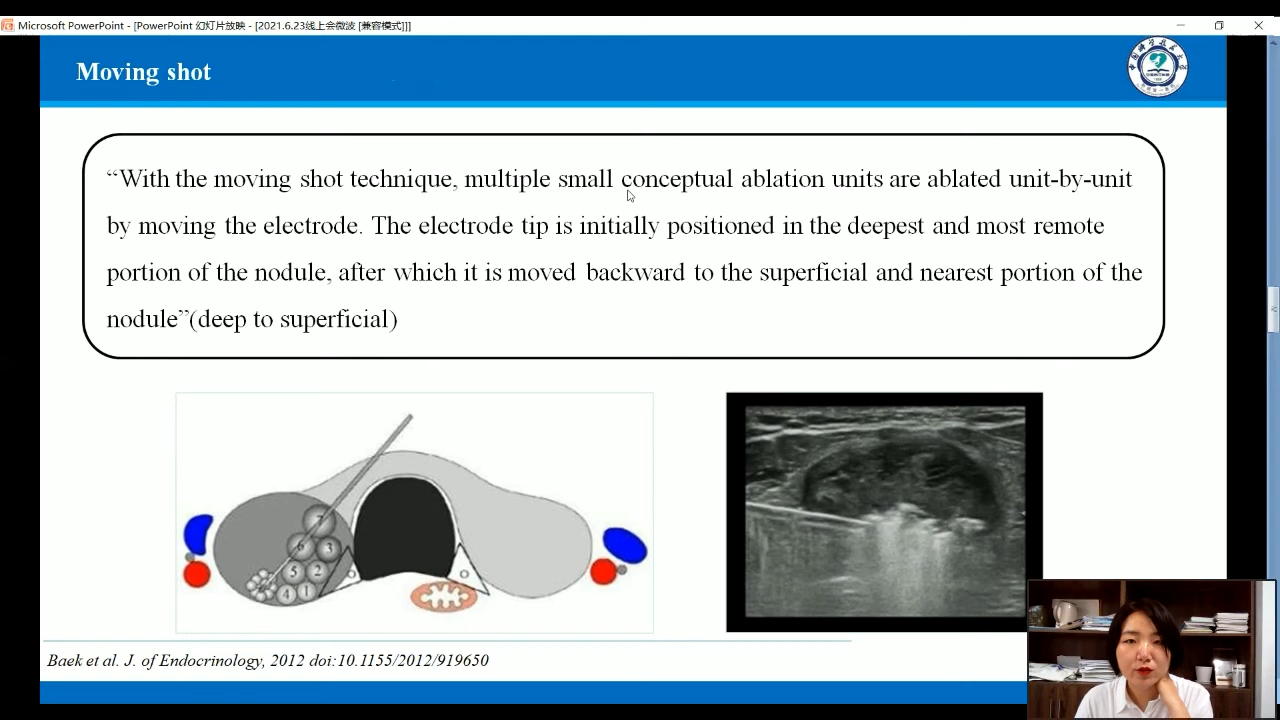 Microsoft PowerPoint - [PowerPoint 幻灯片放映 - [2021.6.23线上会微波 [兼容模式]]]
Moving shot
“With the moving shot technique, multiple small conceptual ablation units are ablated unit-by-unit
by moving the electrode. The electrode tip is initially positioned in the deepest and most remote
portion of the nodule, after which it is moved backward to the superficial and nearest portion of the
nodule”(deep to superficial)
7
6 3
5 2
4 1
Baek et al. J. of Endocrinology, 2012 doi:10.1155/2012/919650